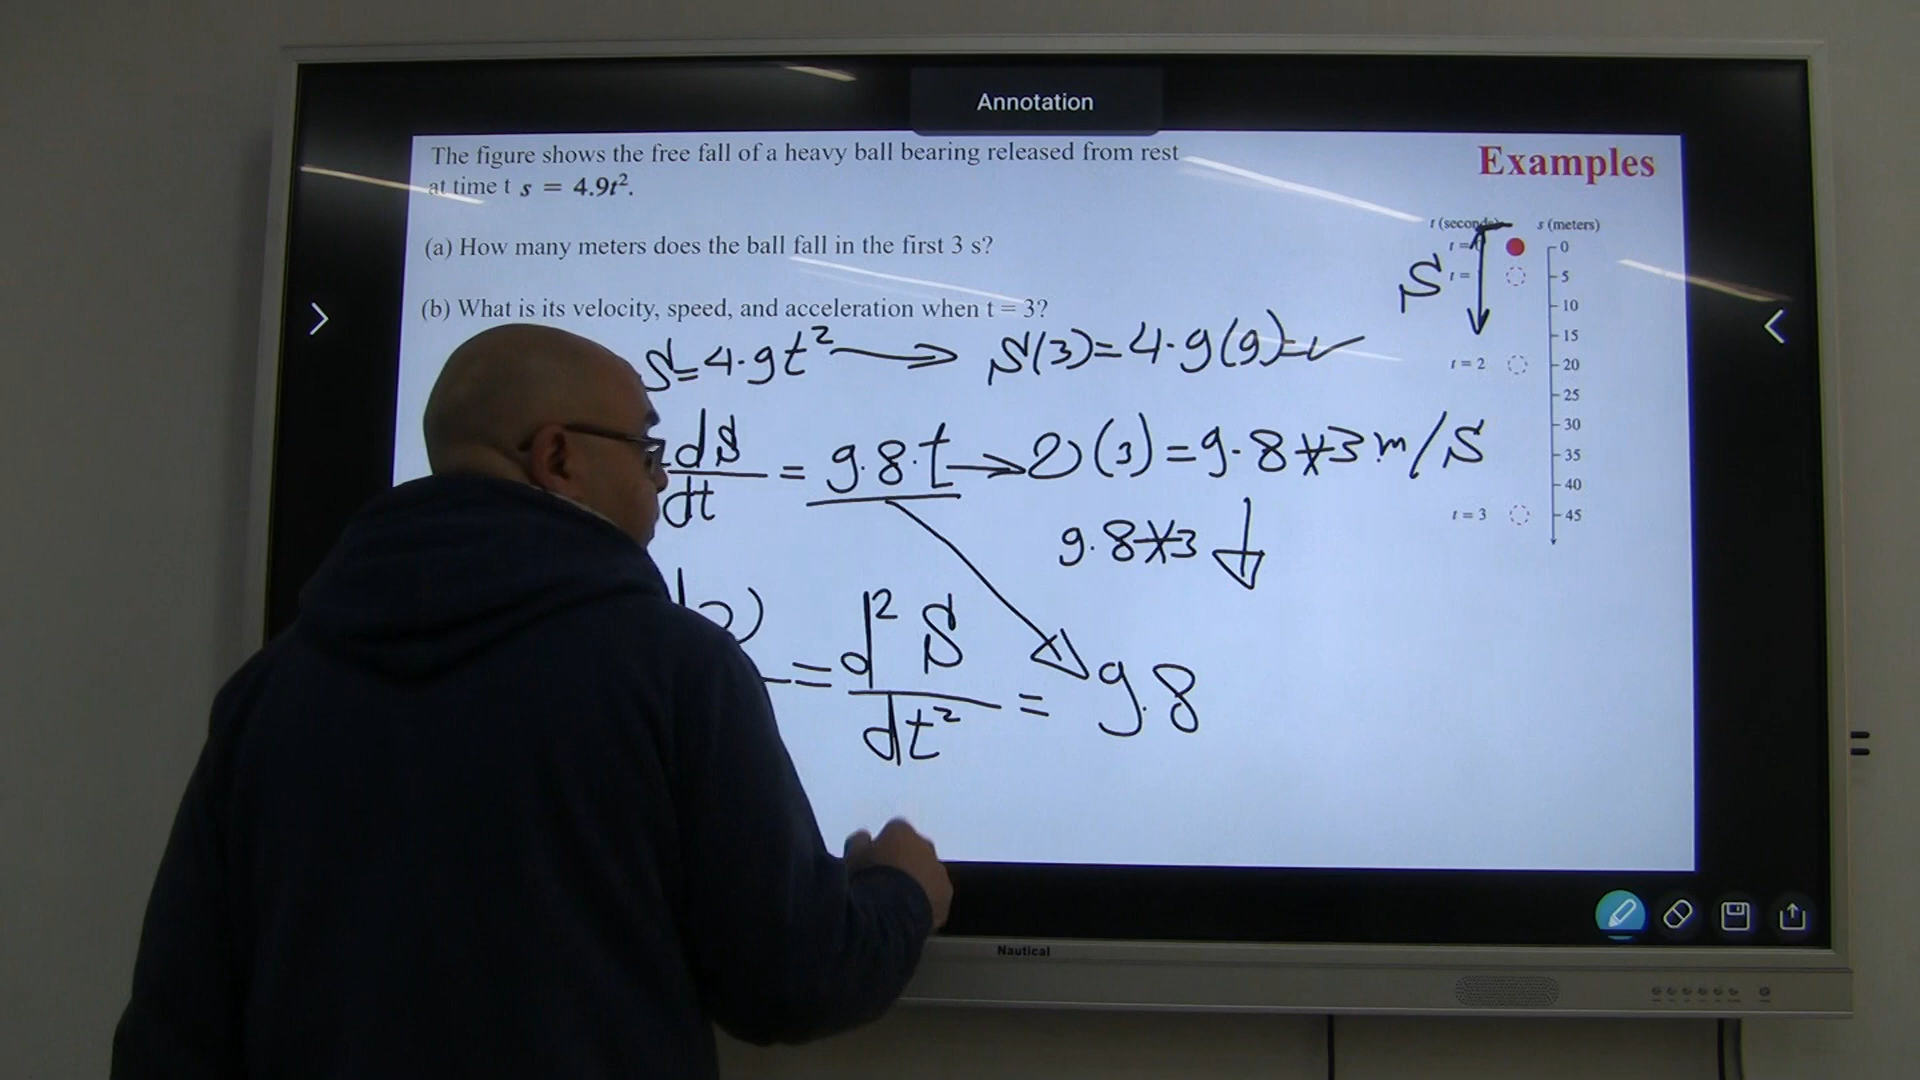 Annotation
The figure shows the free fall of a heavy ball bearing released from rest
at time t s = 4.9t².
Examples
(a) How many meters does the ball fall in the first 3 s?
(b) What is its velocity, speed, and acceleration when t = 3?
s (meters)
t =
0
t =
5
10
15
t = 2
20
25
30
35
40
t = 3
45
S
S = 4.9t² → S(3) = 4.9(9) = ✓
dS/dt = 9.8.t → v(3) = 9.8*3 m/S
9.8*3 ↓
= d²S/dt² = 9.8
Nautical